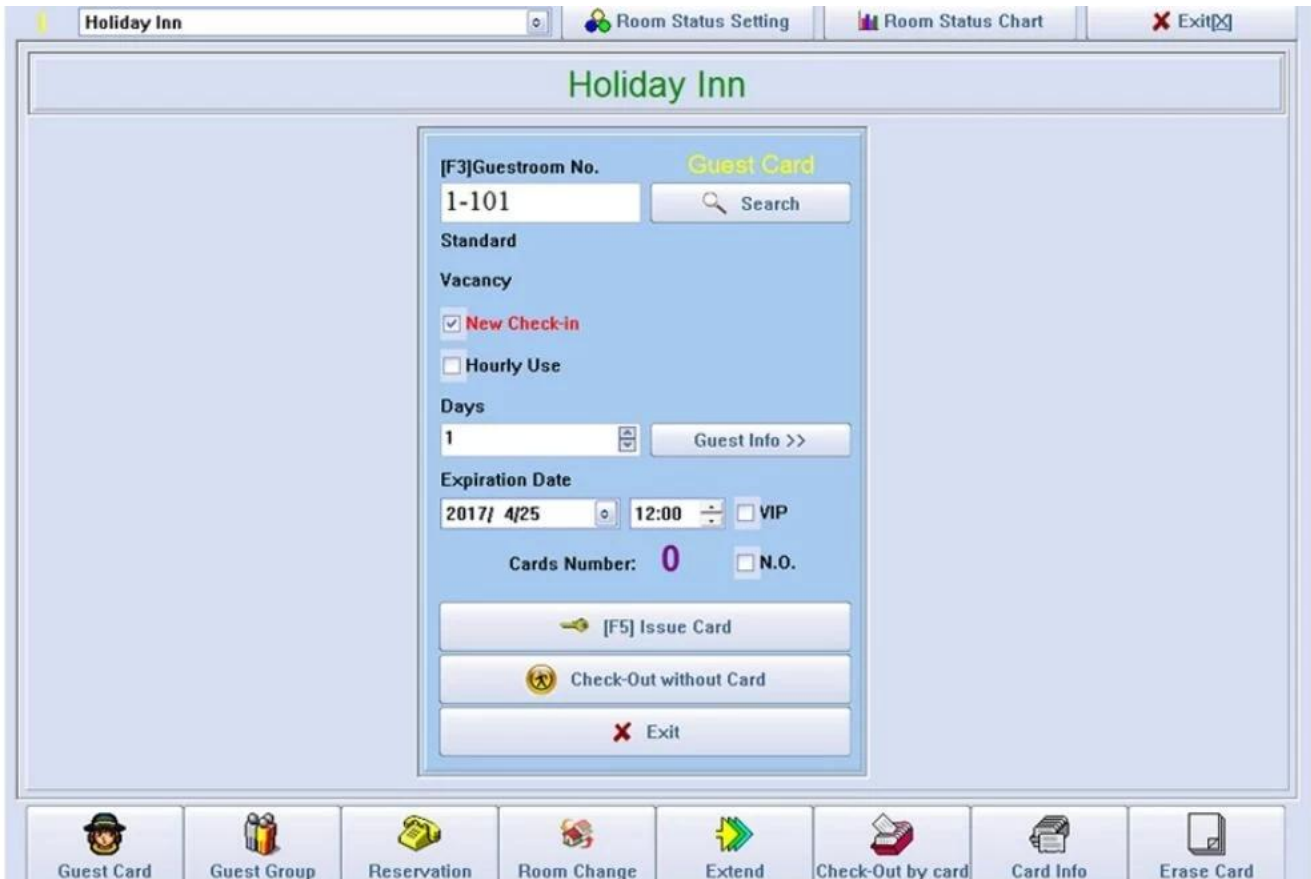 Holiday Inn
Room Status Setting
Room Status Chart
Exit[X]
Holiday Inn
[F3]Guestroom No.
Guest Card
1-101
Search
Standard
Vacancy
New Check-in
Hourly Use
Days
1
Guest Info >>
Expiration Date
2017/ 4/25
12:00
VIP
Cards Number: 0
N.O.
[F5] Issue Card
Check-Out without Card
Exit
Guest Card
Guest Group
Reservation
Room Change
Extend
Check-Out by card
Card Info
Erase Card